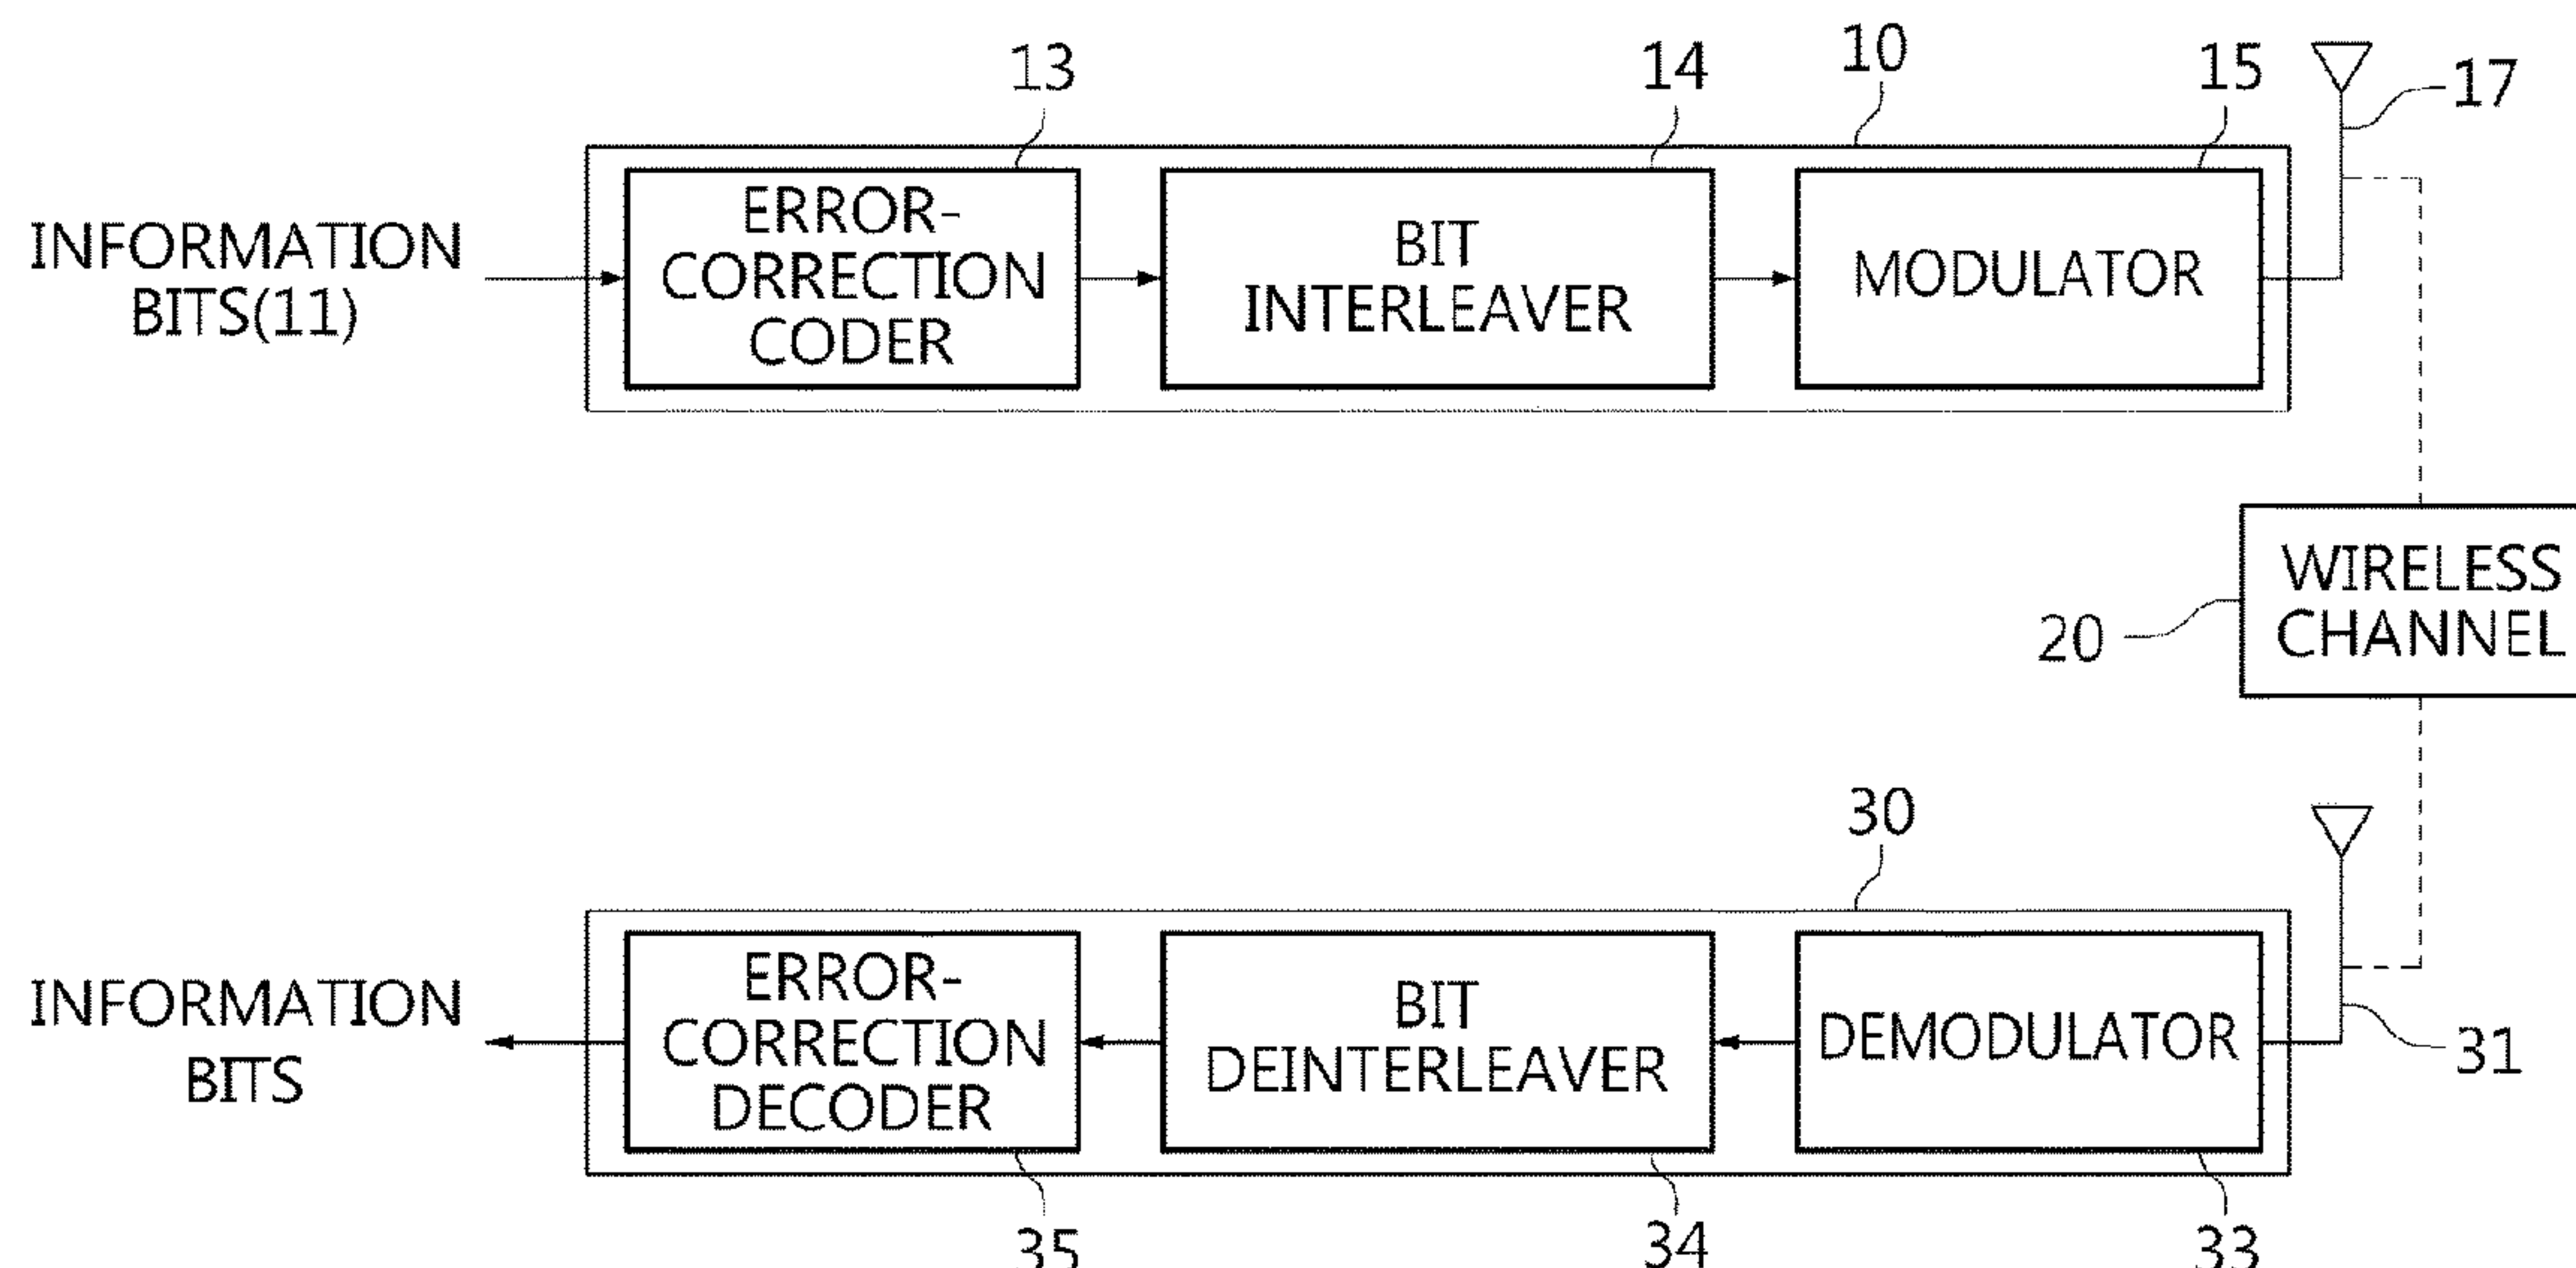 13
14
10
15
17
INFORMATION
BITS(11)
ERROR-
CORRECTION
CODER
BIT
INTERLEAVER
MODULATOR
WIRELESS
CHANNEL
20
30
INFORMATION
BITS
ERROR-
CORRECTION
DECODER
BIT
DEINTERLEAVER
DEMODULATOR
31
35
34
33